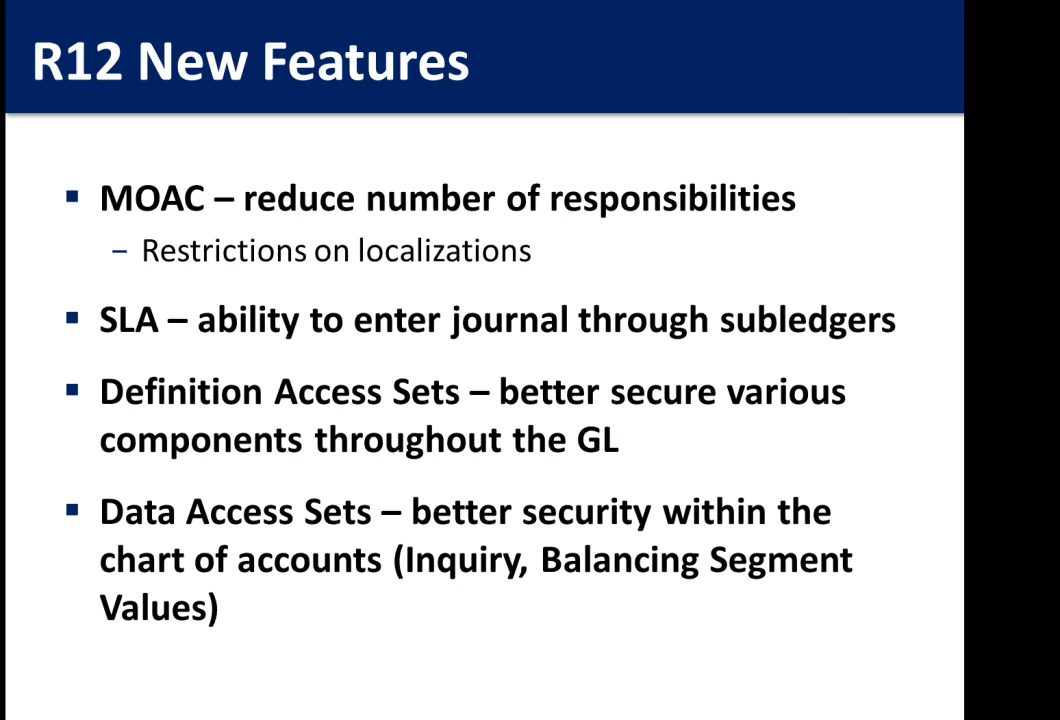 R12 New Features
▪ MOAC – reduce number of responsibilities
– Restrictions on localizations
▪ SLA – ability to enter journal through subledgers
▪ Definition Access Sets – better secure various
components throughout the GL
▪ Data Access Sets – better security within the
chart of accounts (Inquiry, Balancing Segment
Values)